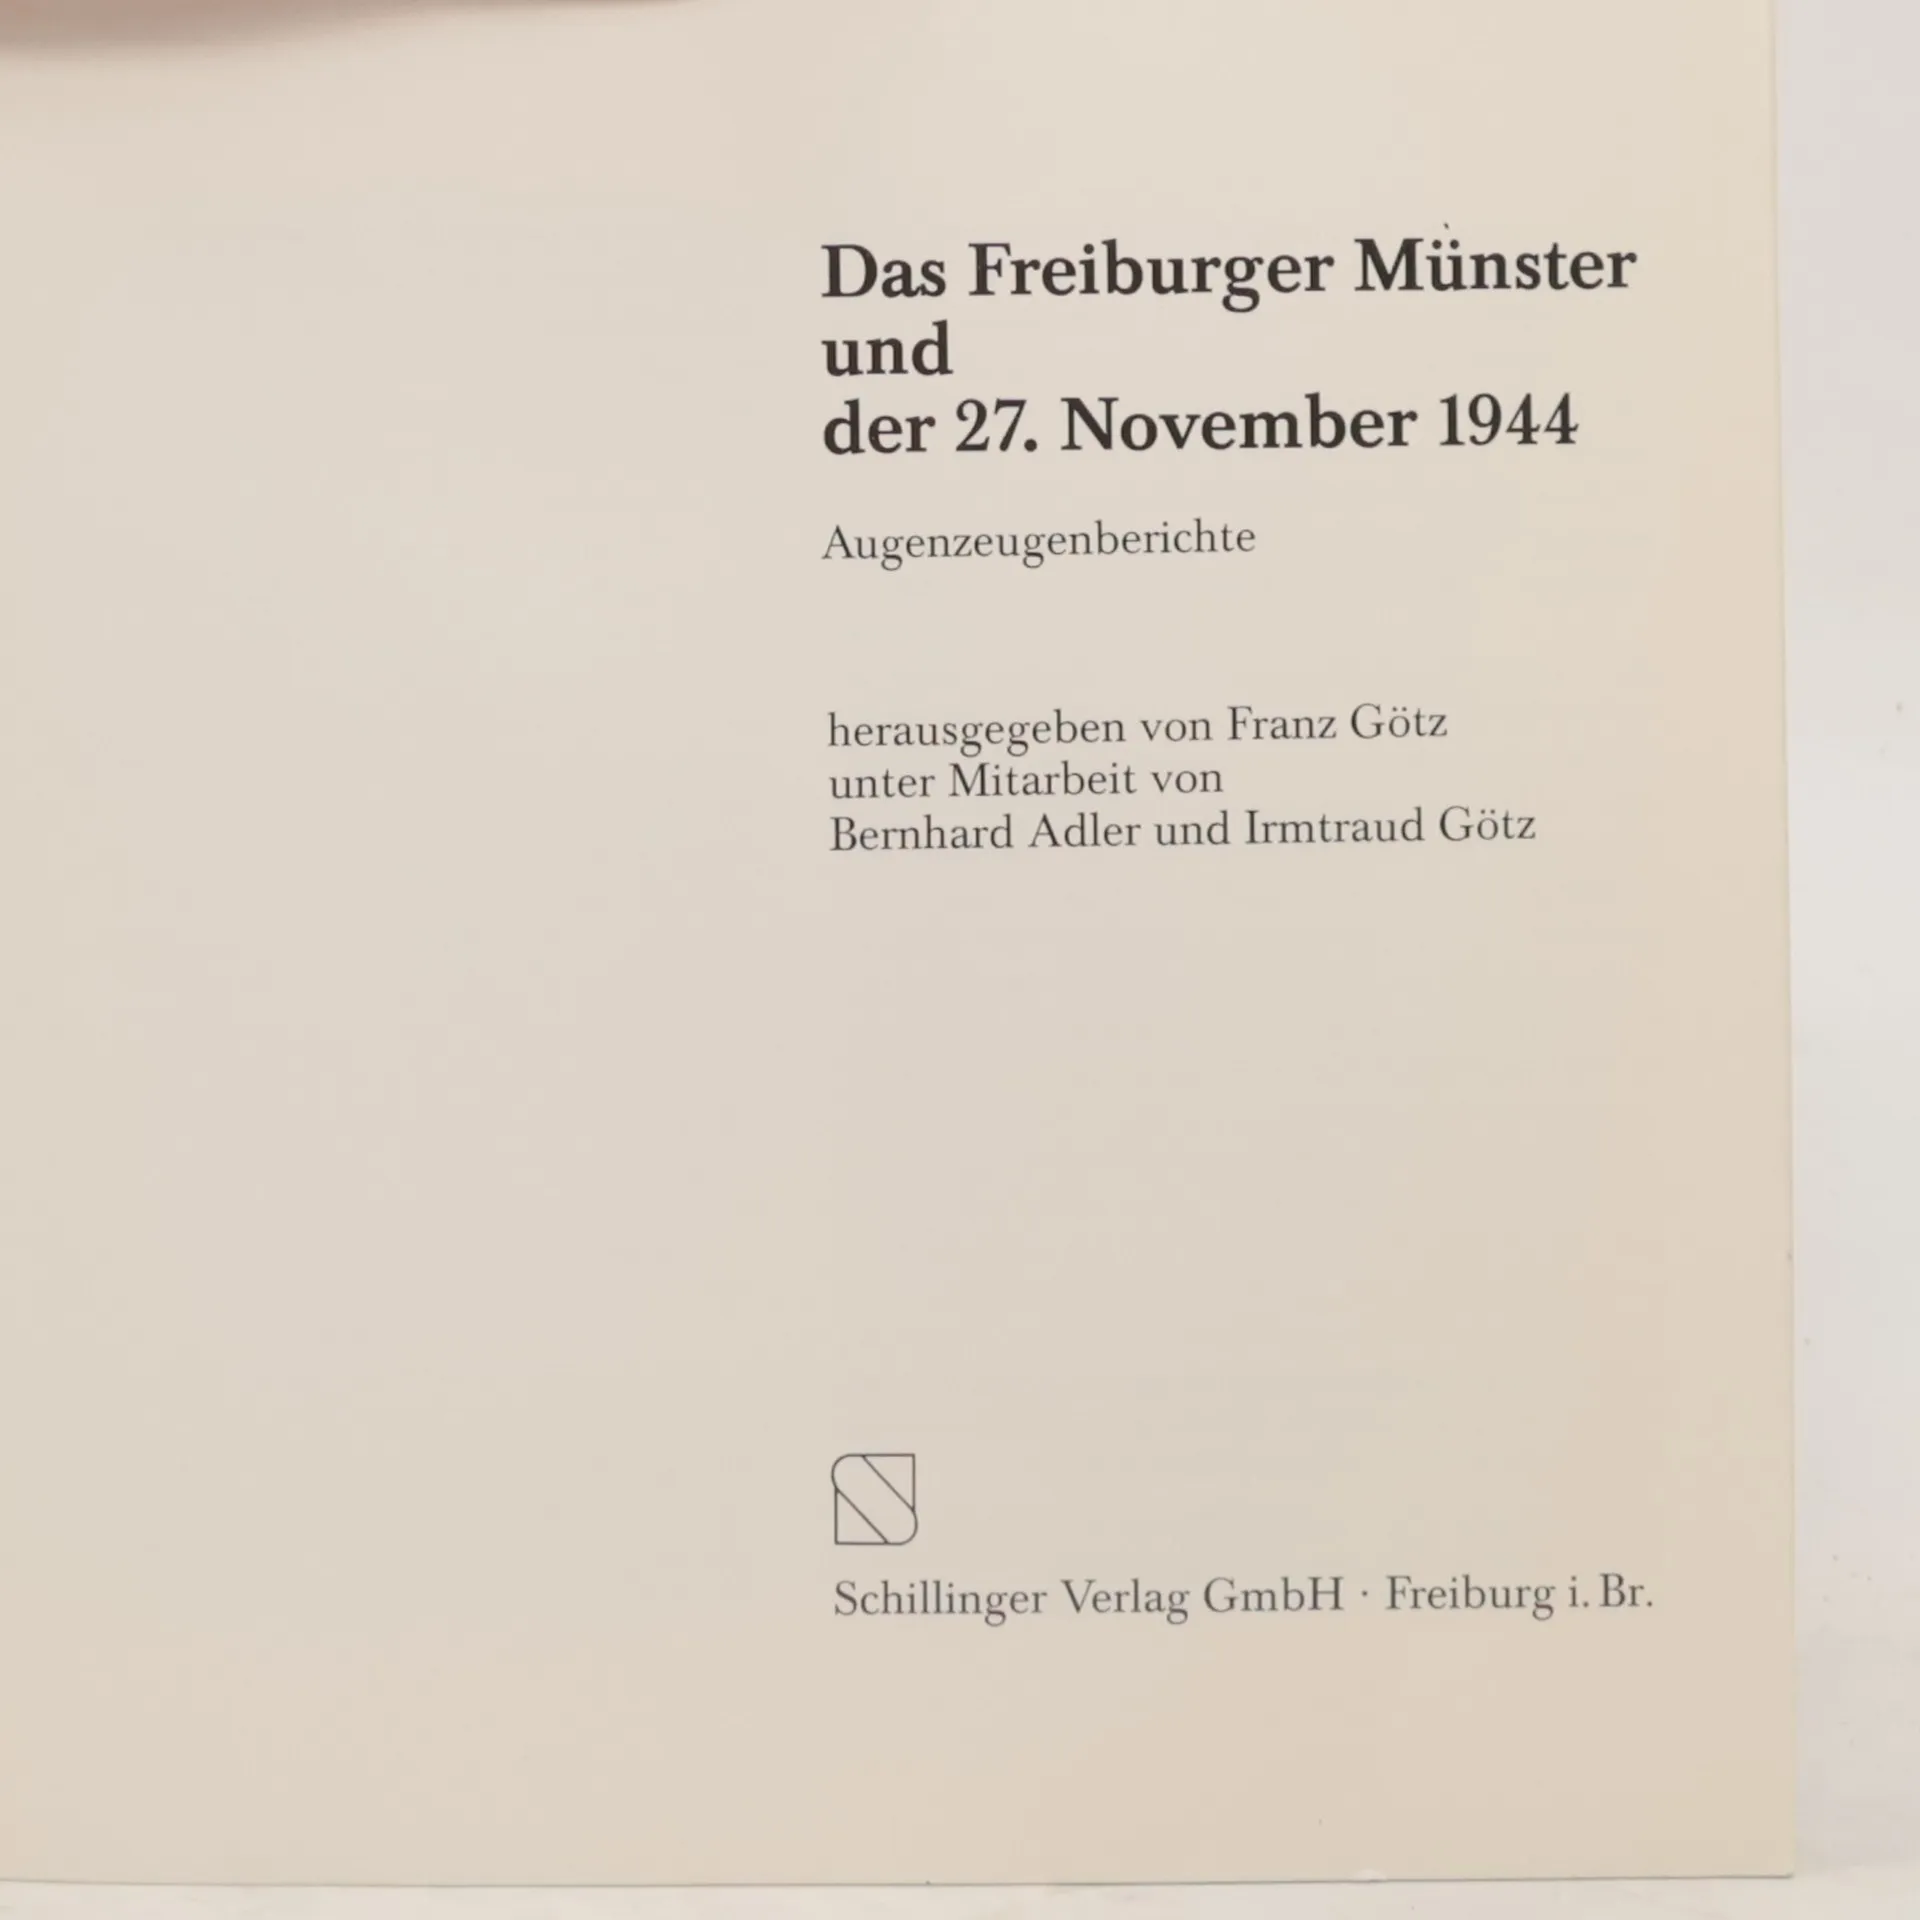 Das Freiburger Münster
und
der 27. November 1944
Augenzeugenberichte
herausgegeben von Franz Götz
unter Mitarbeit von
Bernhard Adler und Irmtraud Götz
Schillinger Verlag GmbH · Freiburg i. Br.